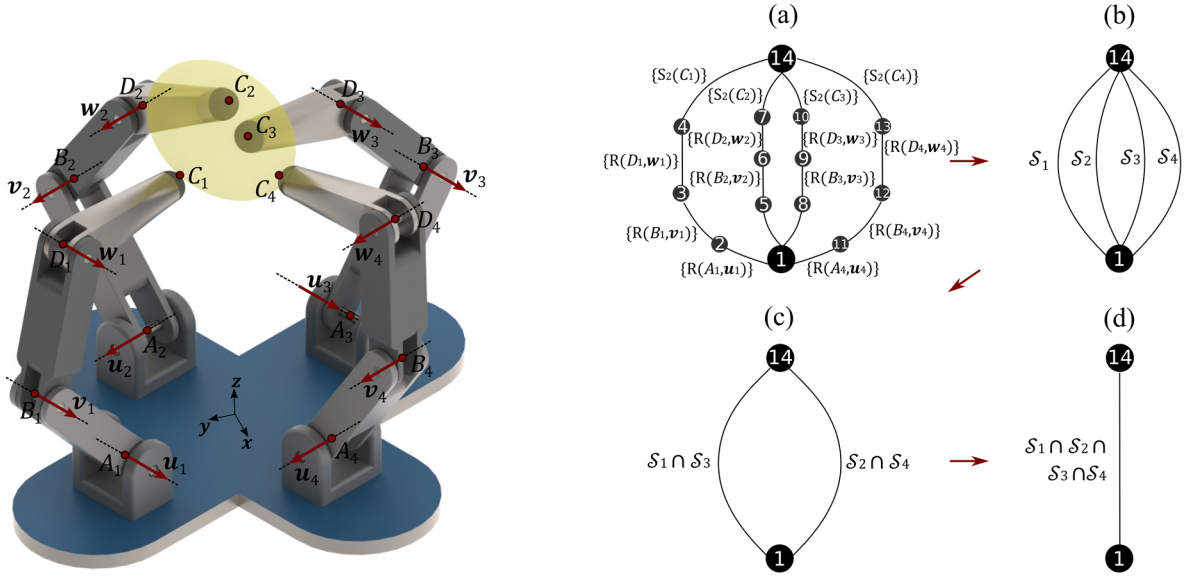 D₂
C₂
D₃
w₂
C₃
w₃
B₂
B₃
v₂
C₁
C₄
v₃
D₁
w₁
w₄
D₄
u₃
A₃
u₂
A₂
B₄
v₄
B₁
v₁
z
y
x
A₁
u₁
u₄
A₄
(a)
14
{S₂(C₁)}
{S₂(C₄)}
{S₂(C₂)}
{S₂(C₃)}
4
7
10
13
{R(D₁,w₁)}
{R(D₂,w₂)}
{R(D₃,w₃)}
{R(D₄,w₄)}
6
9
{R(B₂,v₂)}
{R(B₃,v₃)}
3
5
8
12
{R(B₁,v₁)}
{R(B₄,v₄)}
2
11
{R(A₁,u₁)}
1
{R(A₄,u₄)}
(b)
14
𝒮₁
𝒮₂
𝒮₃
𝒮₄
1
(c)
14
𝒮₁ ∩ 𝒮₃
𝒮₂ ∩ 𝒮₄
1
(d)
14
𝒮₁ ∩ 𝒮₂ ∩
𝒮₃ ∩ 𝒮₄
1